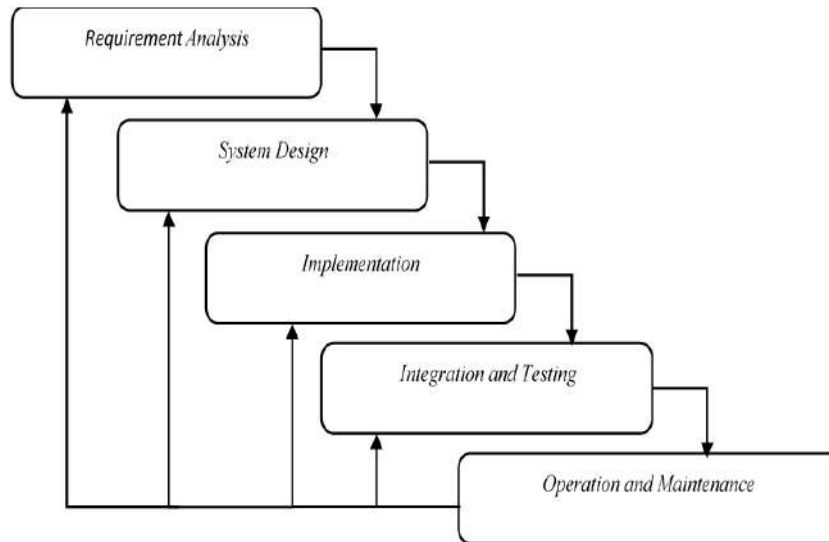 Requirement Analysis
System Design
Implementation
Integration and Testing
Operation and Maintenance